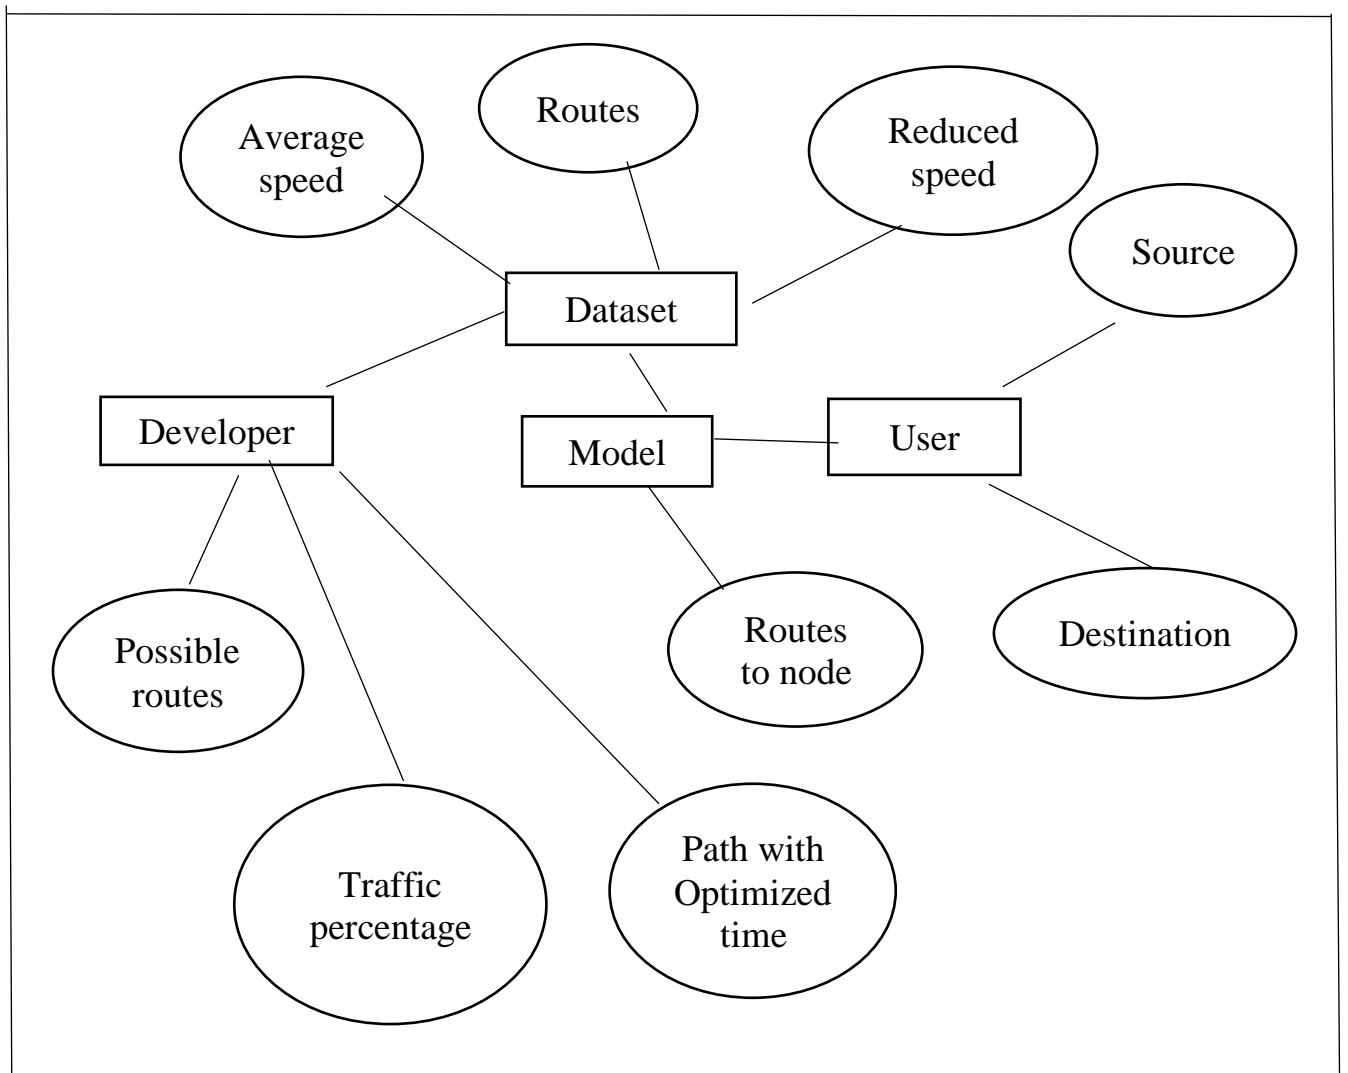 Average
speed
Routes
Reduced
speed
Source
Dataset
Developer
Model
User
Possible
routes
Routes
to node
Destination
Traffic
percentage
Path with
Optimized
time